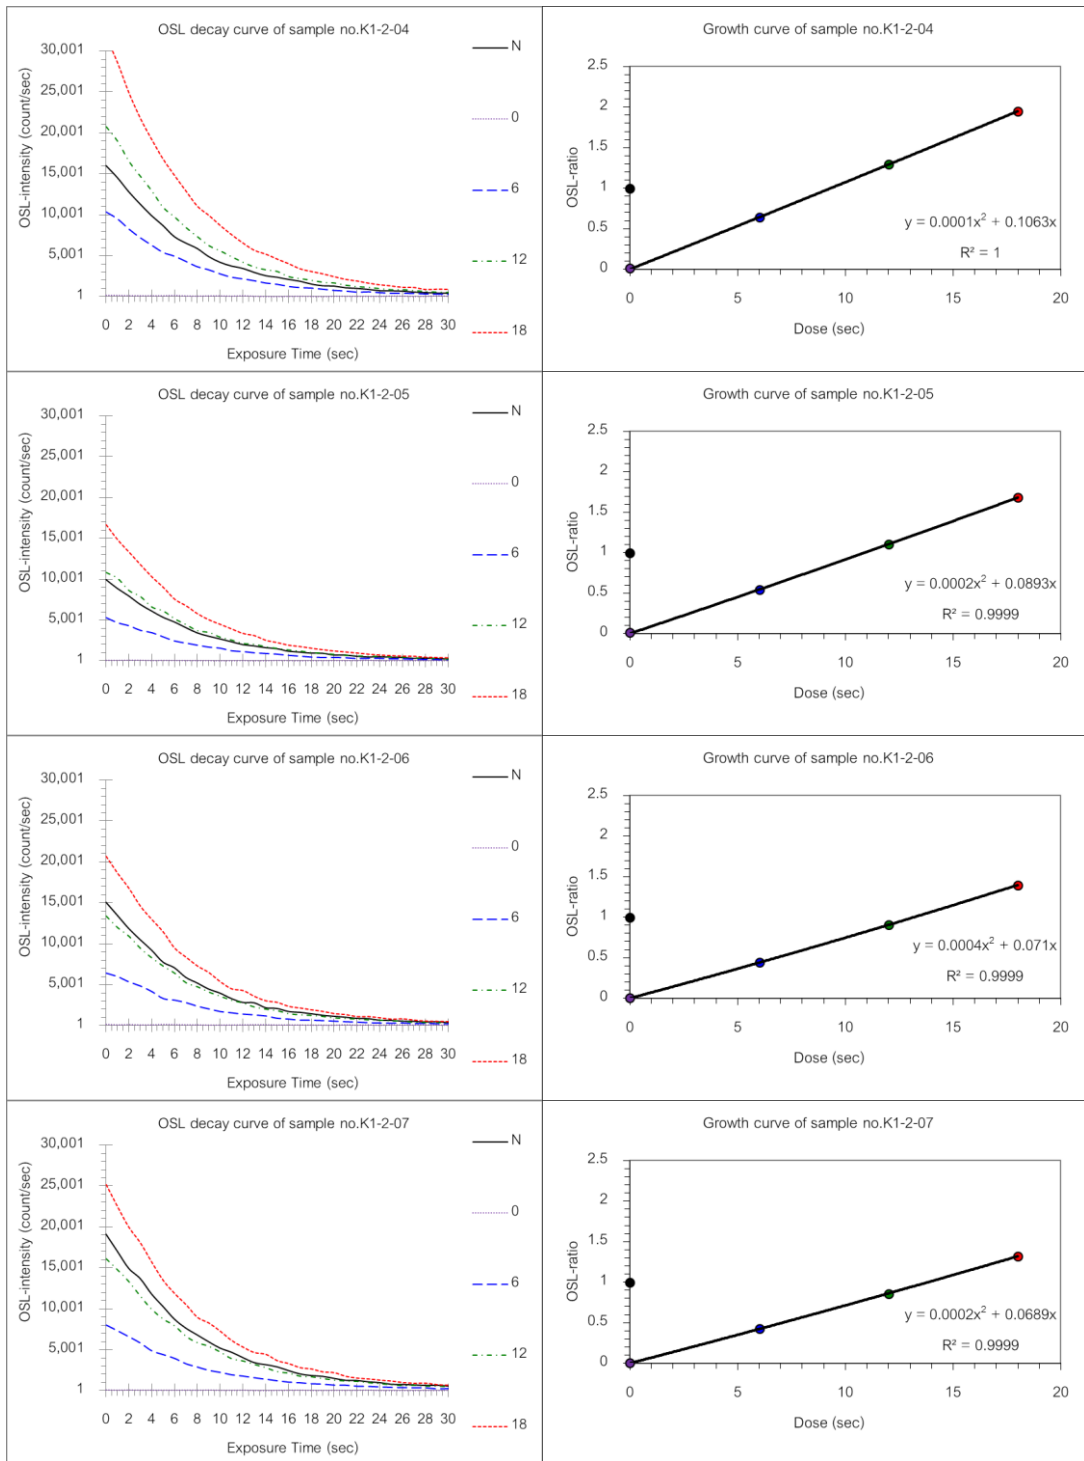 OSL decay curve of sample no.K1-2-04
OSL-intensity (count/sec)
30,001
25,001
20,001
15,001
10,001
5,001
1
0 2 4 6 8 10 12 14 16 18 20 22 24 26 28 30
Exposure Time (sec)
N
0
6
12
18
Growth curve of sample no.K1-2-04
OSL-ratio
2.5
2
1.5
1
0.5
0
0 5 10 15 20
Dose (sec)
y = 0.0001x² + 0.1063x
R² = 1
OSL decay curve of sample no.K1-2-05
OSL-intensity (count/sec)
30,001
25,001
20,001
15,001
10,001
5,001
1
0 2 4 6 8 10 12 14 16 18 20 22 24 26 28 30
Exposure Time (sec)
N
0
6
12
18
Growth curve of sample no.K1-2-05
OSL-ratio
2.5
2
1.5
1
0.5
0
0 5 10 15 20
Dose (sec)
y = 0.0002x² + 0.0893x
R² = 0.9999
OSL decay curve of sample no.K1-2-06
OSL-intensity (count/sec)
30,001
25,001
20,001
15,001
10,001
5,001
1
0 2 4 6 8 10 12 14 16 18 20 22 24 26 28 30
Exposure Time (sec)
N
0
6
12
18
Growth curve of sample no.K1-2-06
OSL-ratio
2.5
2
1.5
1
0.5
0
0 5 10 15 20
Dose (sec)
y = 0.0004x² + 0.071x
R² = 0.9999
OSL decay curve of sample no.K1-2-07
OSL-intensity (count/sec)
30,001
25,001
20,001
15,001
10,001
5,001
1
0 2 4 6 8 10 12 14 16 18 20 22 24 26 28 30
Exposure Time (sec)
N
0
6
12
18
Growth curve of sample no.K1-2-07
OSL-ratio
2.5
2
1.5
1
0.5
0
0 5 10 15 20
Dose (sec)
y = 0.0002x² + 0.0689x
R² = 0.9999